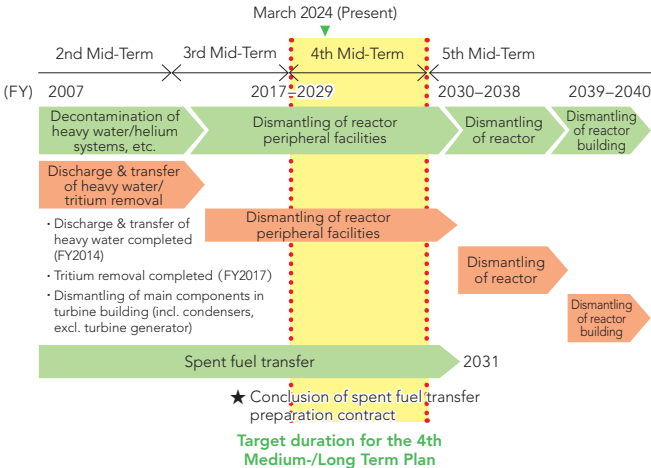 March 2024 (Present)
2nd Mid-Term
3rd Mid-Term
4th Mid-Term
5th Mid-Term
(FY)
2007
2017–2029
2030–2038
2039–2040
Decontamination of
heavy water/helium
systems, etc.
Dismantling of reactor
peripheral facilities
Dismantling
of reactor
Dismantling
of reactor
building
Discharge & transfer
of heavy water/
tritium removal
・Discharge & transfer of
heavy water completed
(FY2014)
・Tritium removal completed (FY2017)
・Dismantling of main components in
turbine building (incl. condensers,
excl. turbine generator)
Dismantling of reactor
peripheral facilities
Dismantling
of reactor
Dismantling
of reactor
building
Spent fuel transfer
2031
★ Conclusion of spent fuel transfer
preparation contract
Target duration for the 4th
Medium-/Long Term Plan